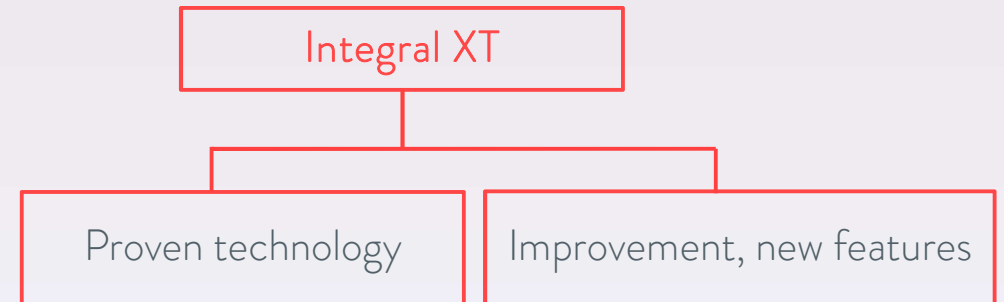 Integral XT
Proven technology
Improvement, new features